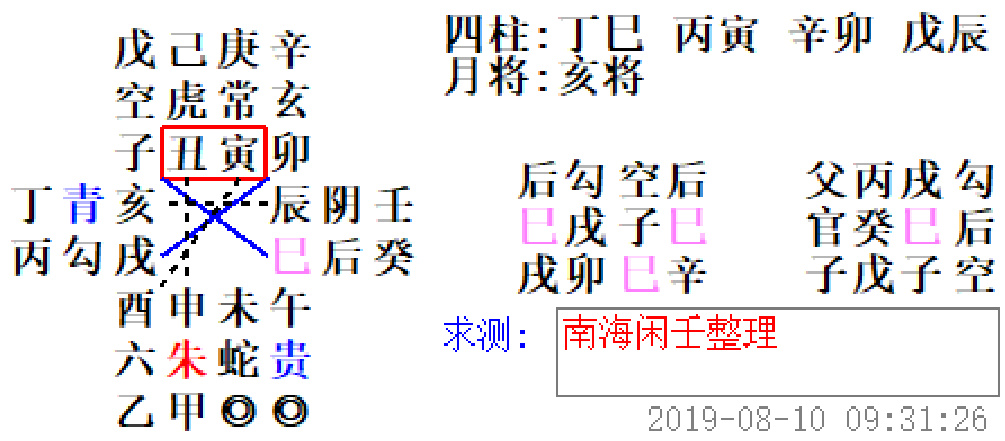 戊己庚辛
空虎常玄
子丑寅卯
丁青亥 辰阴壬
丙勾戌 巳后癸
酉申未午
六朱蛇贵
乙甲◎◎
四柱:丁巳 丙寅 辛卯 戊辰
月将:亥将
后勾空后
巳戌子巳
戌卯巳辛
父丙戌勾
官癸巳后
子戊子空
求测: 南海闲壬整理
2019-08-10 09:31:26